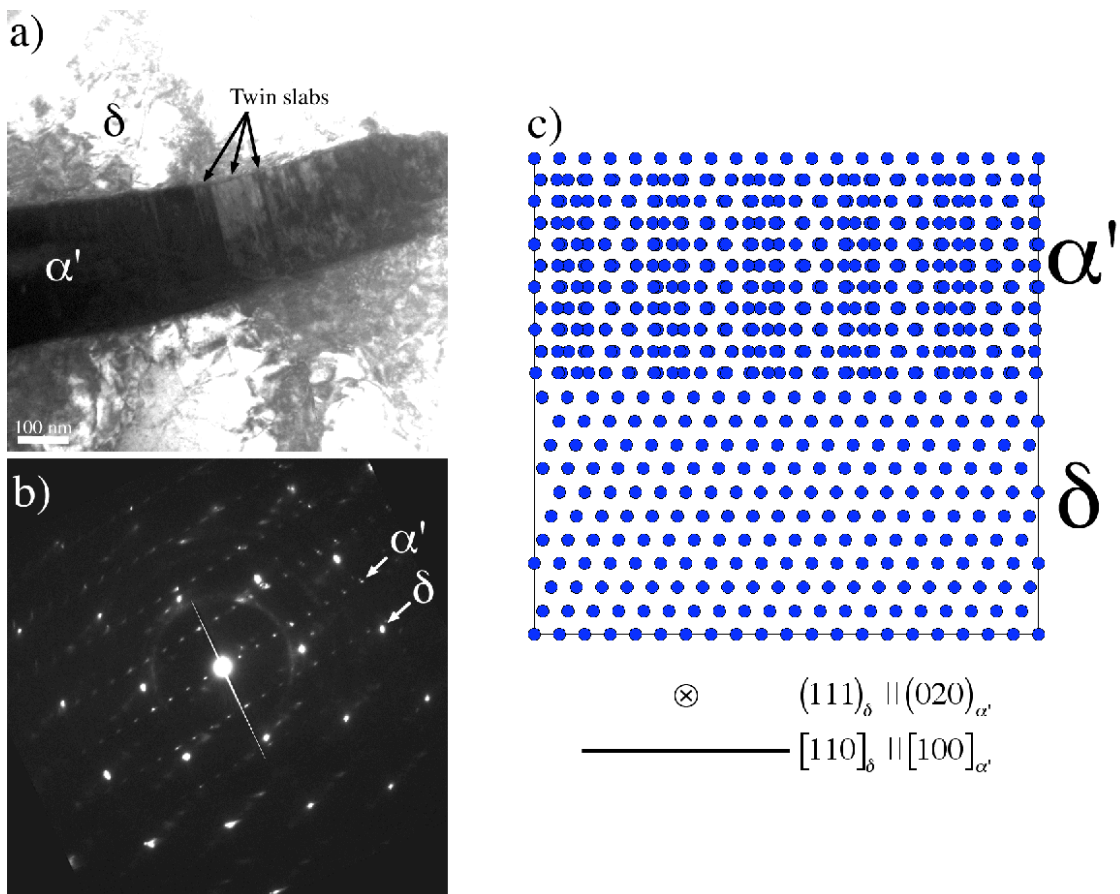 a)
δ
Twin slabs
α'
100 nm
b)
α'
δ
c)
α'
δ
⊗ (111)δ || (020)α'
[110]δ || [100]α'